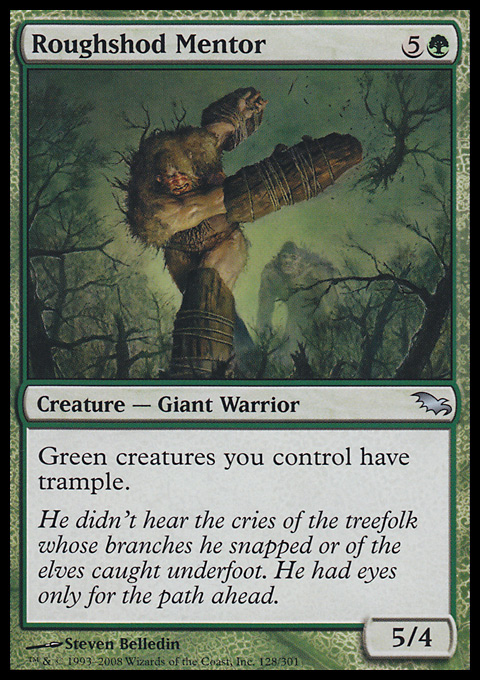 Roughshod Mentor 5
Creature — Giant Warrior
Green creatures you control have
trample.
He didn't hear the cries of the treefolk
whose branches he snapped or of the
elves caught underfoot. He had eyes
only for the path ahead.
Steven Belledin
5/4
™ & © 1993–2008 Wizards of the Coast, Inc. 128/301